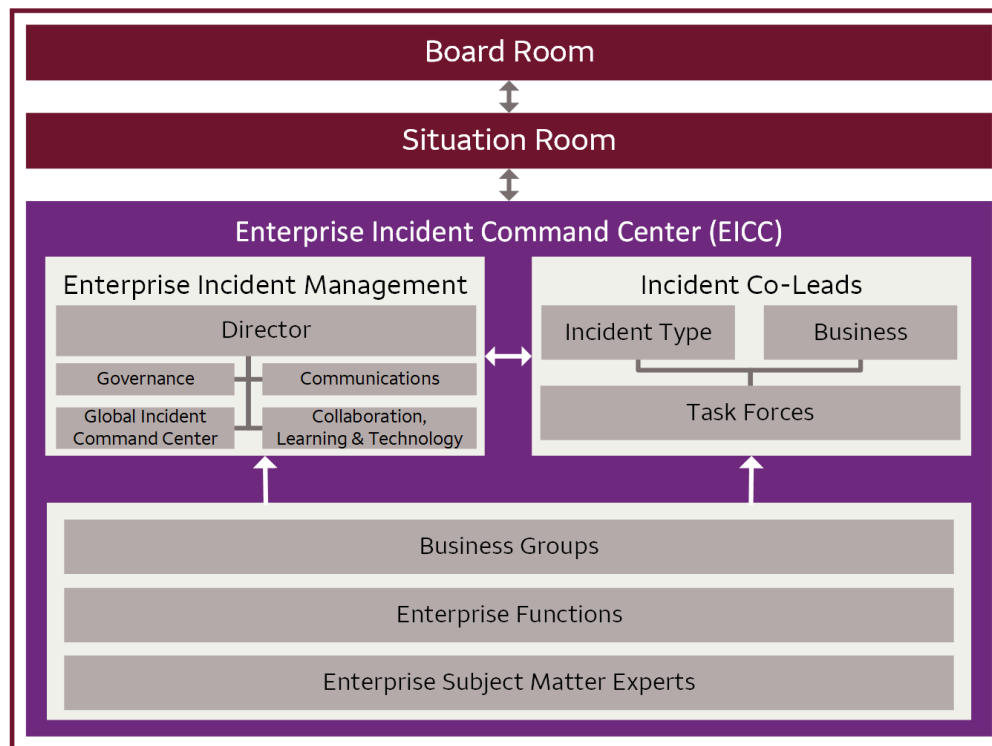 Board Room
Situation Room
Enterprise Incident Command Center (EICC)
Enterprise Incident Management
Director
Governance
Communications
Global Incident
Command Center
Collaboration,
Learning & Technology
Incident Co-Leads
Incident Type
Business
Task Forces
Business Groups
Enterprise Functions
Enterprise Subject Matter Experts